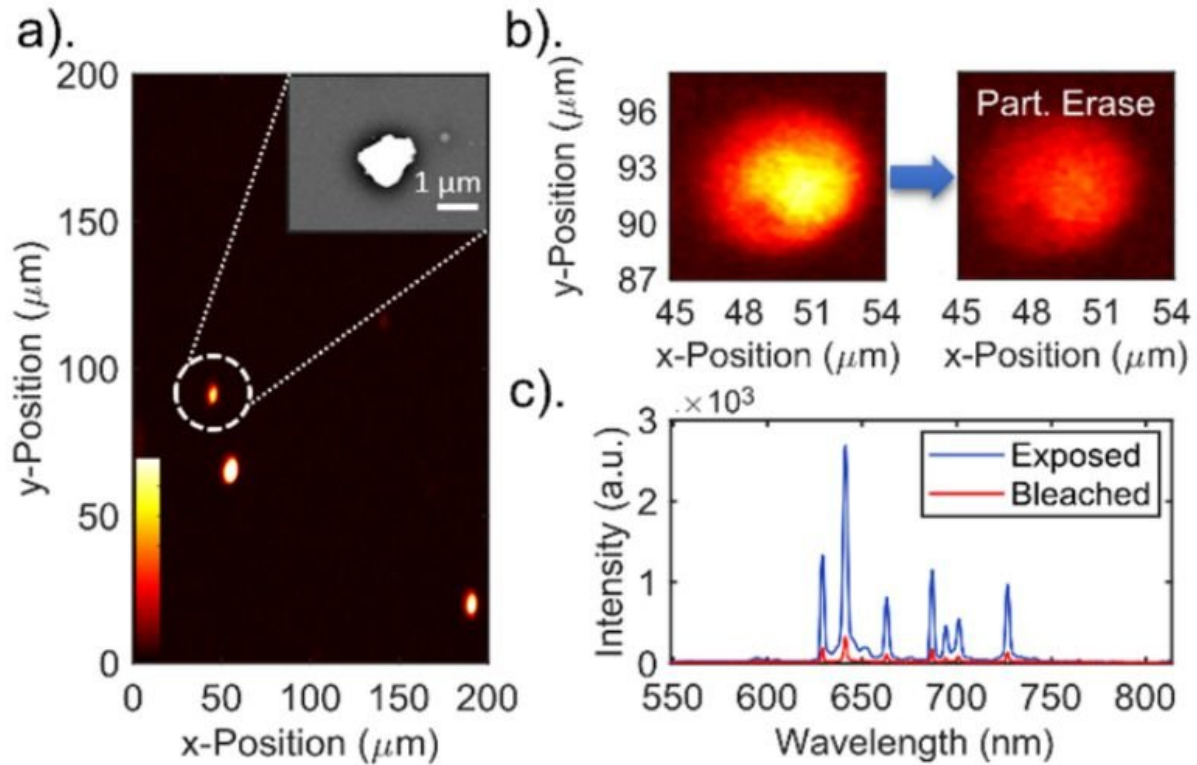 a).
200
150
100
50
0
y-Position (μm)
0 50 100 150 200
x-Position (μm)
1 μm
b).
96
93
90
87
y-Position (μm)
45 48 51 54
x-Position (μm)
Part. Erase
45 48 51 54
x-Position (μm)
c).
×10³
3
2
1
0
Intensity (a.u.)
Exposed
Bleached
550 600 650 700 750 800
Wavelength (nm)